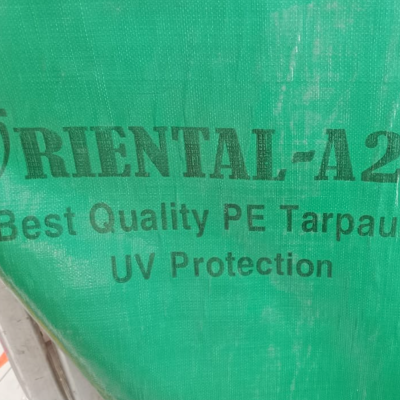 ORIENTAL-A2
Best Quality PE Tarpau
UV Protection